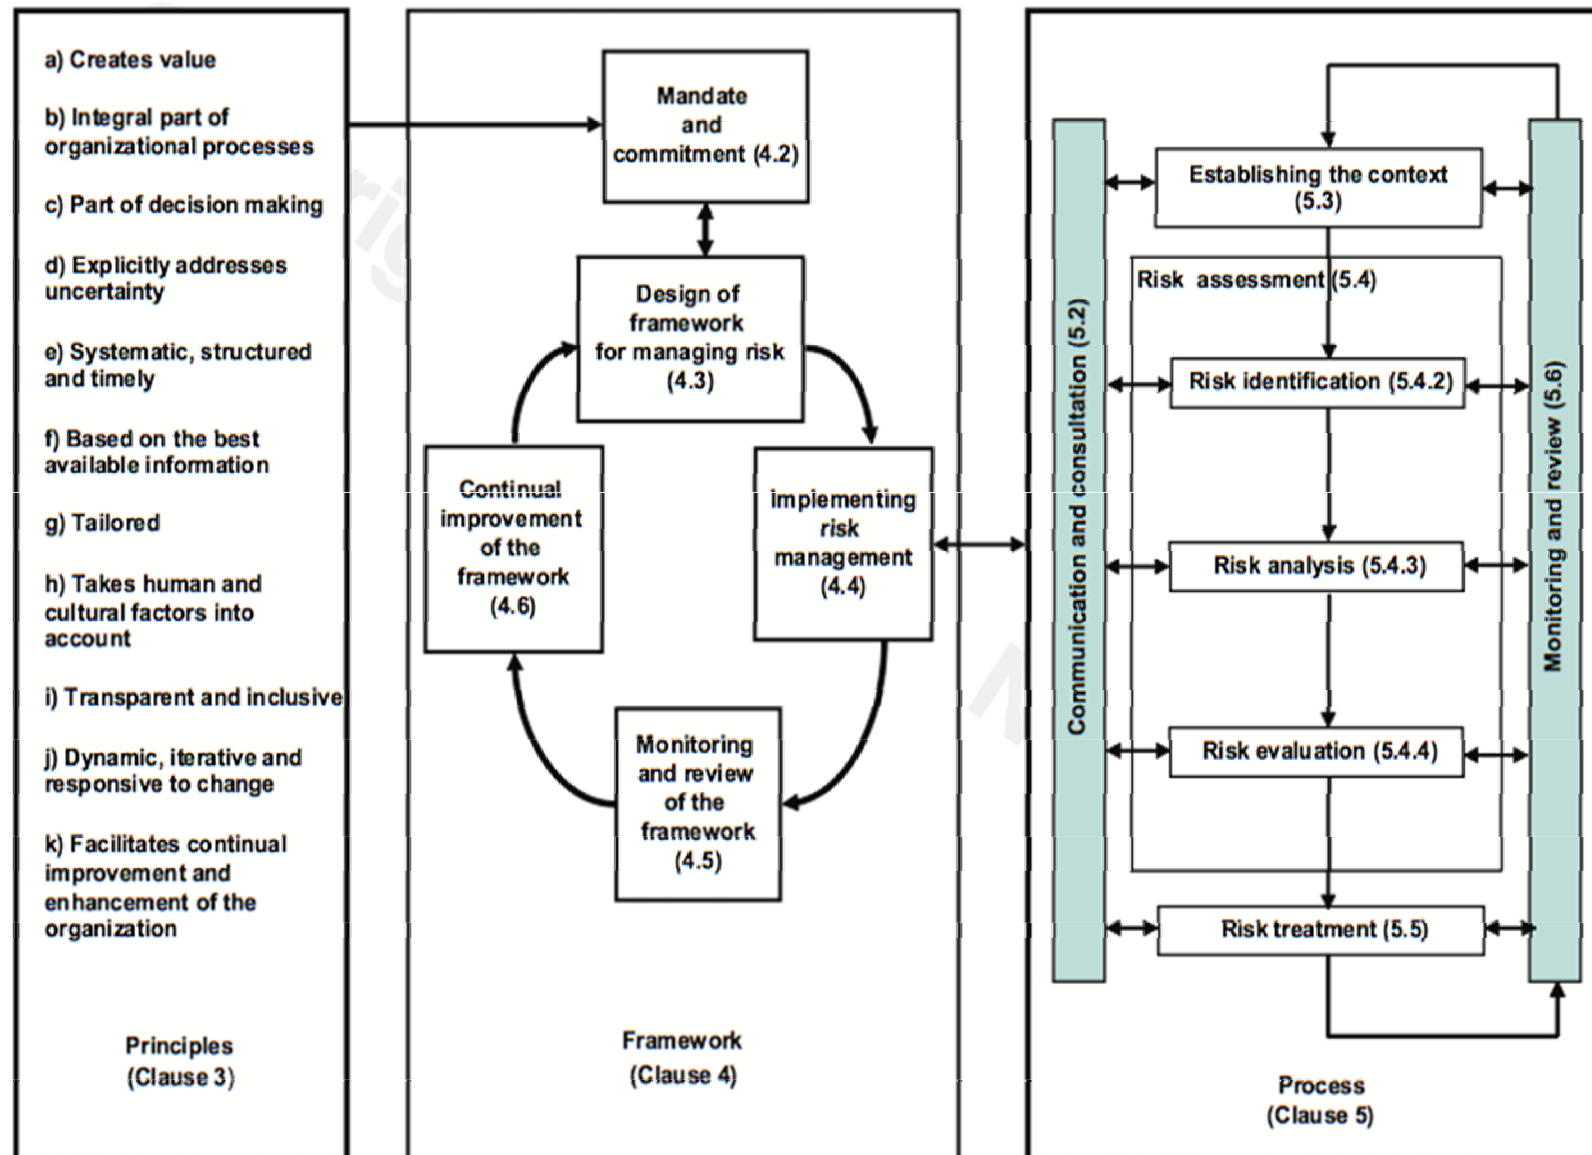 a) Creates value
b) Integral part of
organizational processes
c) Part of decision making
d) Explicitly addresses
uncertainty
e) Systematic, structured
and timely
f) Based on the best
available information
g) Tailored
h) Takes human and
cultural factors into
account
i) Transparent and inclusive
j) Dynamic, iterative and
responsive to change
k) Facilitates continual
improvement and
enhancement of the
organization
Principles
(Clause 3)
Mandate
and
commitment (4.2)
Design of
framework
for managing risk
(4.3)
Implementing
risk
management
(4.4)
Monitoring
and review
of the
framework
(4.5)
Continual
improvement
of the
framework
(4.6)
Framework
(Clause 4)
Communication and consultation (5.2)
Establishing the context
(5.3)
Risk assessment (5.4)
Risk identification (5.4.2)
Risk analysis (5.4.3)
Risk evaluation (5.4.4)
Risk treatment (5.5)
Monitoring and review (5.6)
Process
(Clause 5)